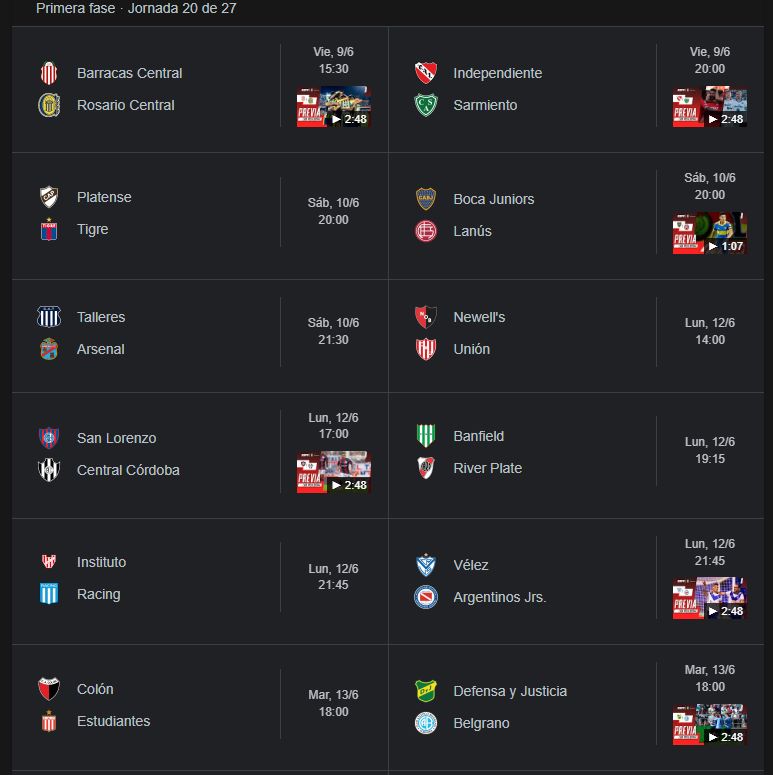 Primera fase · Jornada 20 de 27
Barracas Central
Rosario Central
Vie, 9/6
15:30
PREVIA
2:48
Independiente
Sarmiento
Vie, 9/6
20:00
PREVIA
2:48
Platense
Tigre
Sáb, 10/6
20:00
Boca Juniors
Lanús
Sáb, 10/6
20:00
PREVIA
1:07
Talleres
Arsenal
Sáb, 10/6
21:30
Newell's
Unión
Lun, 12/6
14:00
San Lorenzo
Central Córdoba
Lun, 12/6
17:00
PREVIA
2:48
Banfield
River Plate
Lun, 12/6
19:15
Instituto
Racing
Lun, 12/6
21:45
Vélez
Argentinos Jrs.
Lun, 12/6
21:45
PREVIA
2:48
Colón
Estudiantes
Mar, 13/6
18:00
Defensa y Justicia
Belgrano
Mar, 13/6
18:00
PREVIA
2:48